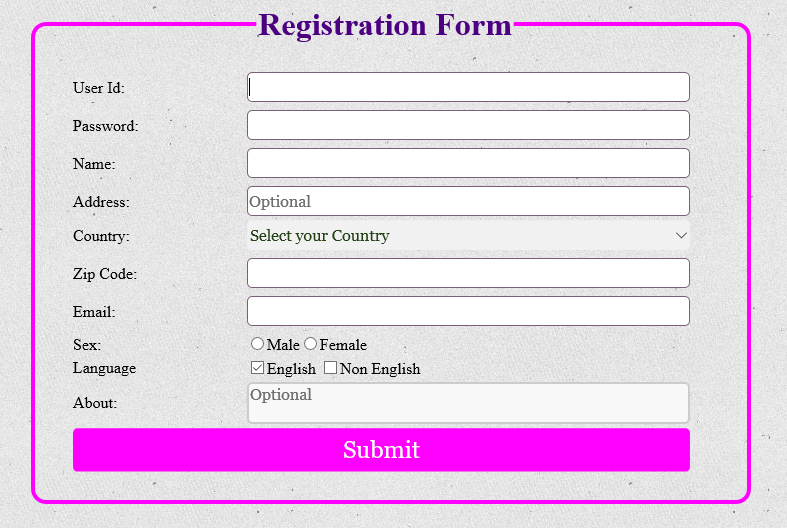 Registration Form
User Id:
Password:
Name:
Address: Optional
Country: Select your Country
Zip Code:
Email:
Sex: Male Female
Language English Non English
About: Optional
Submit